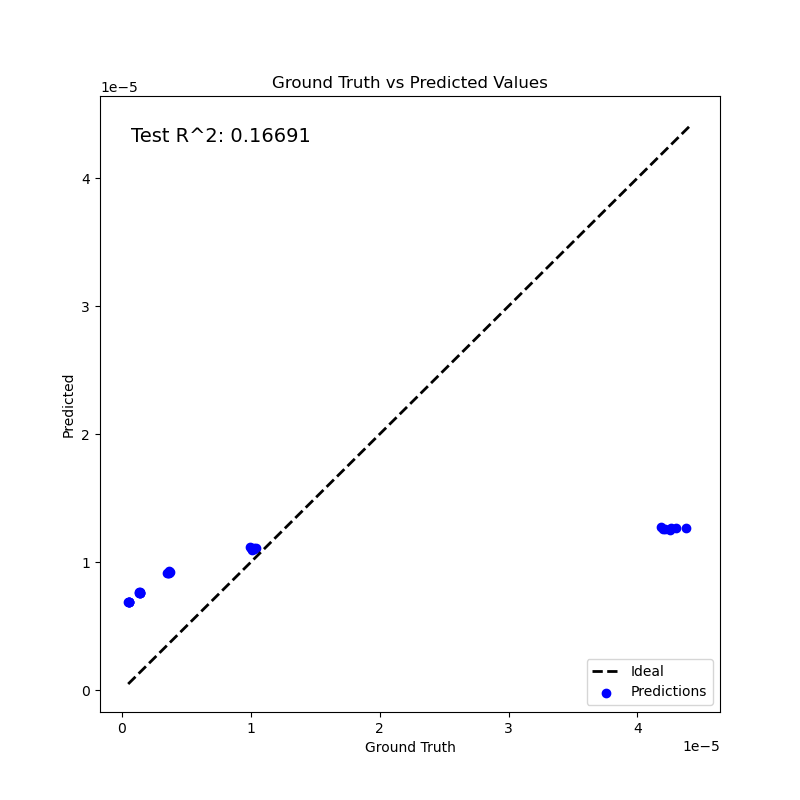 Ground Truth vs Predicted Values
1e−5
Test R^2: 0.16691
4
3
2
1
0
Predicted
Ideal
Predictions
0
1
2
3
4
1e−5
Ground Truth